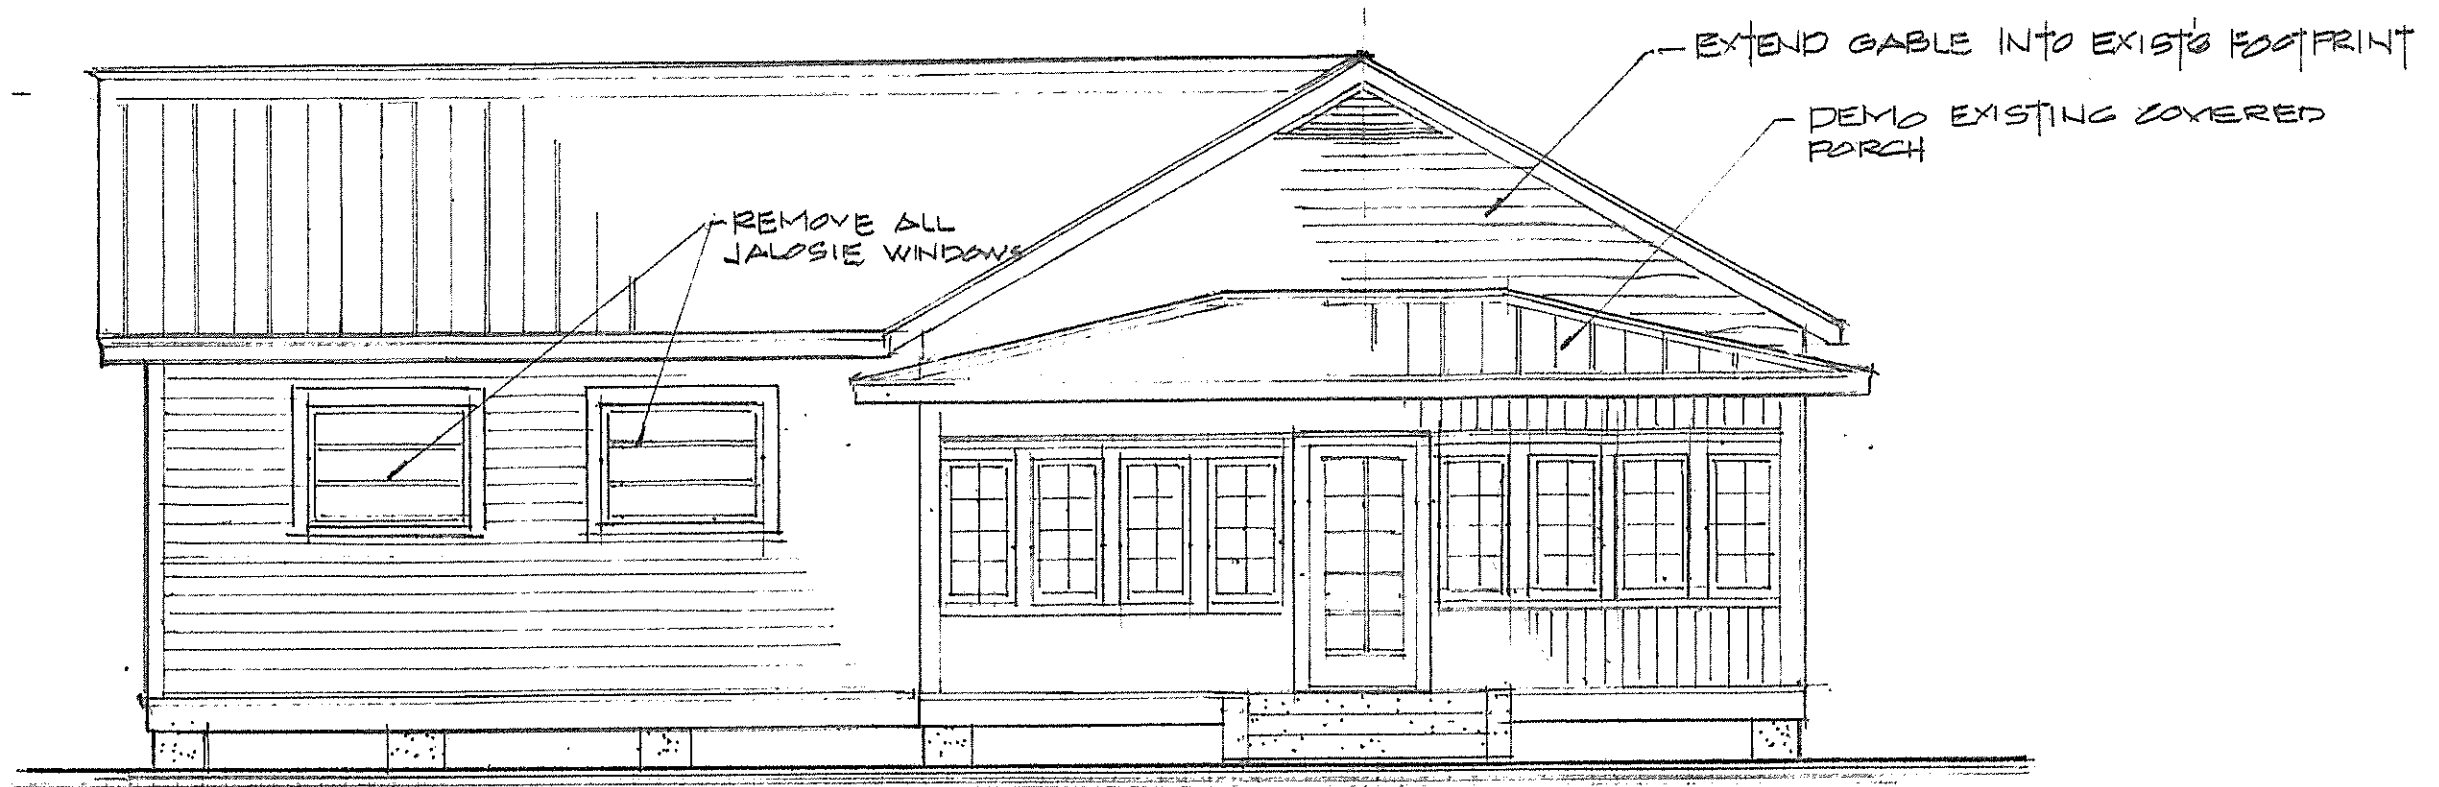 EXTEND GABLE INTO EXIST'G FOOTPRINT
DEMO EXISTING COVERED
PORCH
REMOVE ALL
JALOSIE WINDOWS